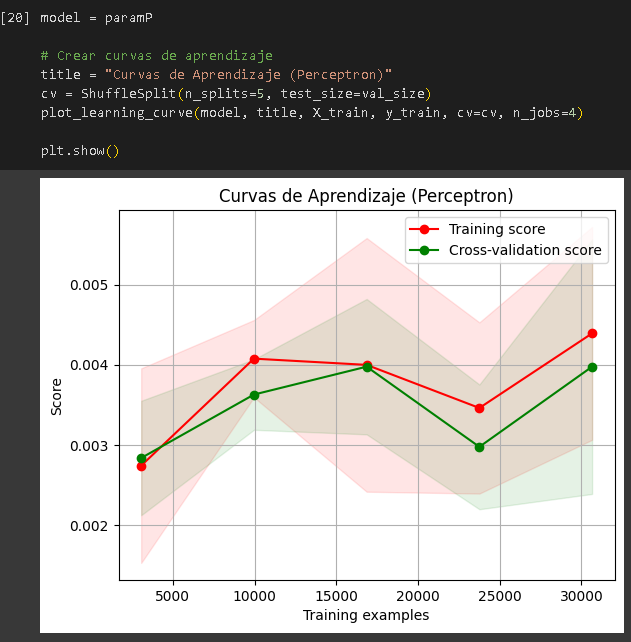 [20] model = paramP
# Crear curvas de aprendizaje
title = "Curvas de Aprendizaje (Perceptron)"
cv = ShuffleSplit(n_splits=5, test_size=val_size)
plot_learning_curve(model, title, X_train, y_train, cv=cv, n_jobs=4)
plt.show()
Curvas de Aprendizaje (Perceptron)
Training score
Cross-validation score
0.005
0.004
0.003
0.002
Score
5000 10000 15000 20000 25000 30000
Training examples